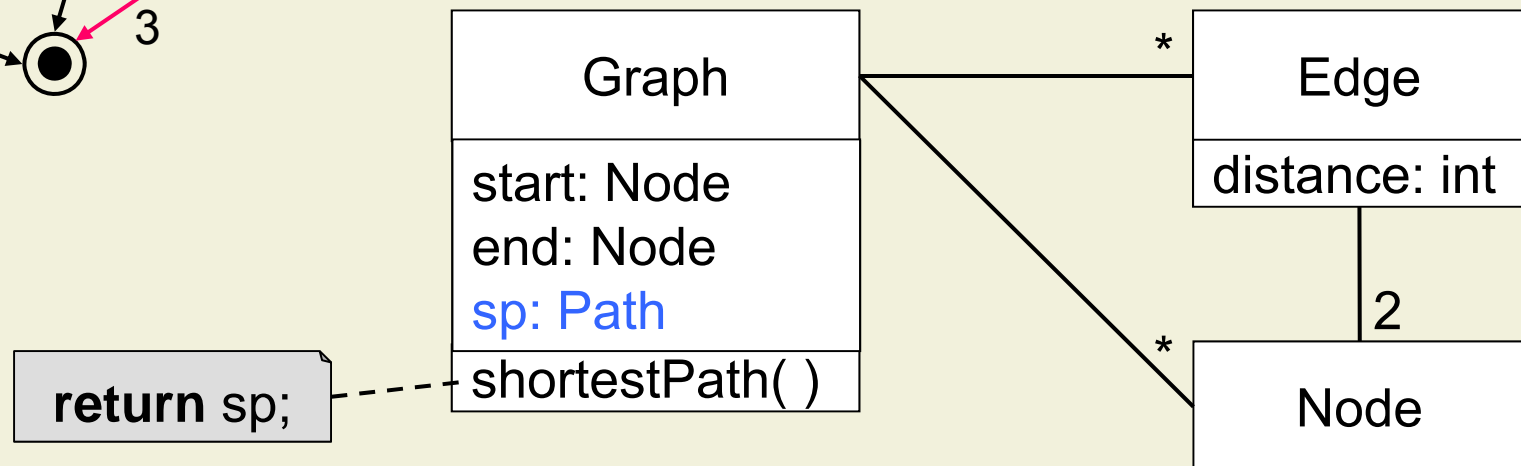 3
Graph
start: Node
end: Node
sp: Path
shortestPath( )
return sp;
*
Edge
distance: int
2
*
Node